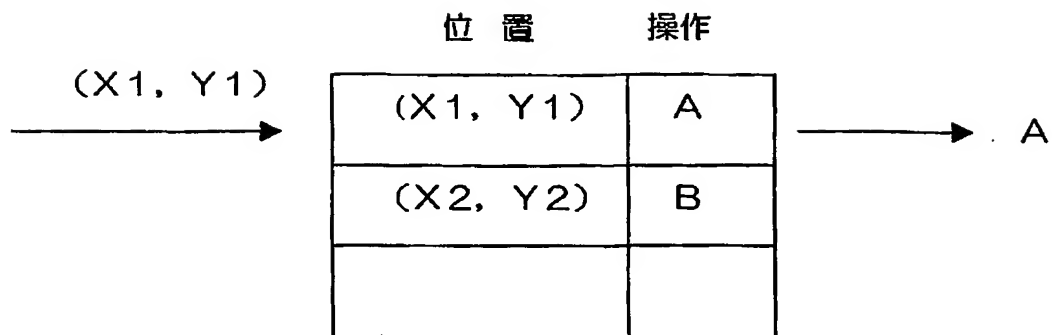 位置 操作
(X1, Y1) (X1, Y1) A A
(X2, Y2) B